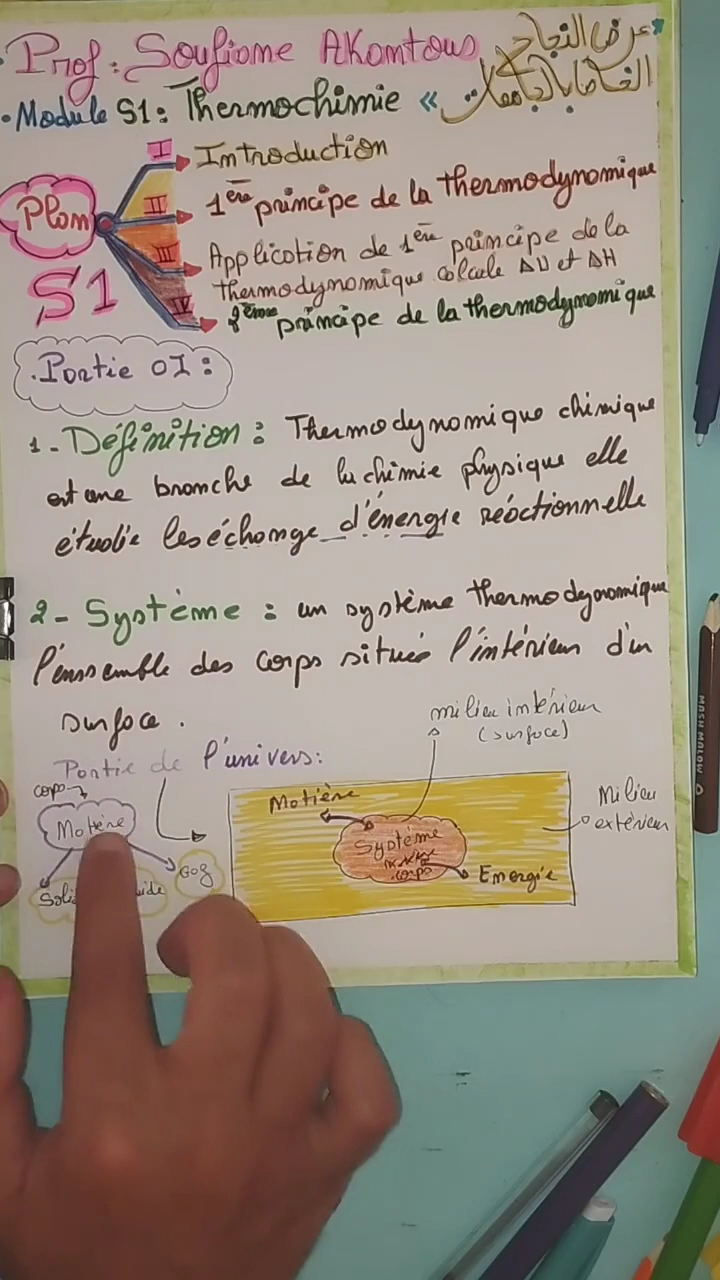 • Prof : Soufiane AKamtous
عرض النجاح
• Module S1 : Thermochimie «
الخاص بالجامعات
Plan
S1
I Introduction
II 1ère principe de la thermodynamique
III Application de 1ère principe de la
thermodynamique calcule ΔU et ΔH
IV 2ème principe de la thermodynamique
. Partie 01 :
1 - Définition : Thermodynamique chimique
est une branche de la chimie physique elle
étudie les échange d'énergie réactionnelle
2 - Système : un système thermodynamique
l'ensemble des corps situés l'intérieur d'un
surface .
milieu intérieur
(surface)
Partie de l'univers :
corps
Matière
Gaz
Matière
Système
corps
Energie
Milieu
extérieur